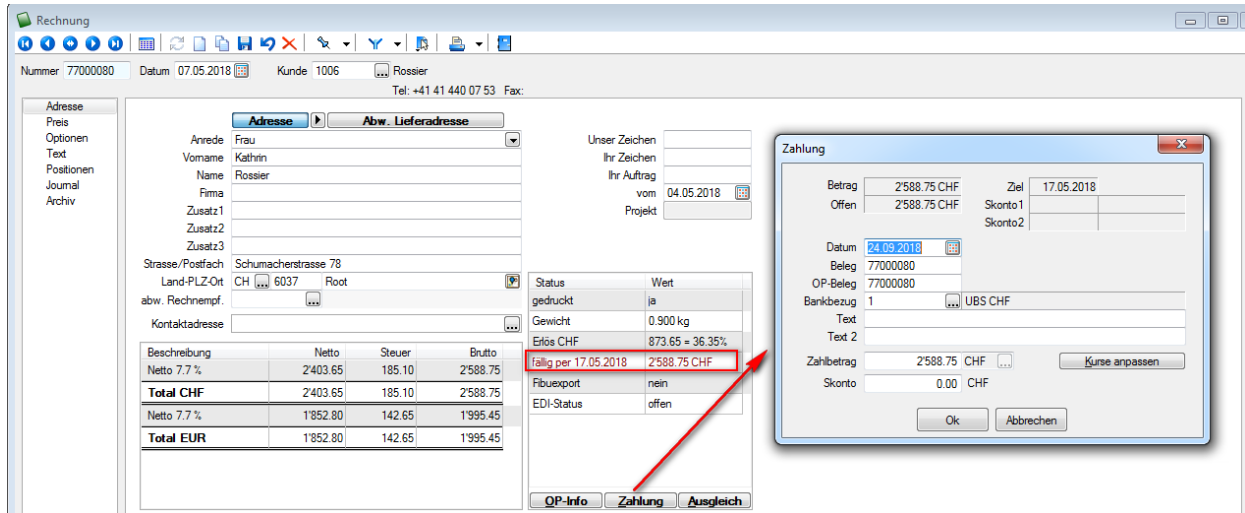 Rechnung
Nummer 77000080 Datum 07.05.2018 Kunde 1006 ... Rossier
Tel: +41 41 440 07 53 Fax:
Adresse
Preis
Optionen
Text
Positionen
Journal
Archiv
Adresse Abw. Lieferadresse
Anrede Frau
Vorname Kathrin
Name Rossier
Firma
Zusatz1
Zusatz2
Zusatz3
Strasse/Postfach Schumacherstrasse 78
Land-PLZ-Ort CH ... 6037 Root
abw. Rechnempf. ...
Kontaktadresse ...
Unser Zeichen
Ihr Zeichen
Ihr Auftrag
vom 04.05.2018
Projekt
Beschreibung Netto Steuer Brutto
Netto 7.7 % 2'403.65 185.10 2'588.75
Total CHF 2'403.65 185.10 2'588.75
Netto 7.7 % 1'852.80 142.65 1'995.45
Total EUR 1'852.80 142.65 1'995.45
Status Wert
gedruckt ja
Gewicht 0.900 kg
Erlös CHF 873.65 = 36.35%
fällig per 17.05.2018 2'588.75 CHF
Fibuexport nein
EDI-Status offen
OP-Info Zahlung Ausgleich
Zahlung
Betrag 2'588.75 CHF Ziel 17.05.2018
Offen 2'588.75 CHF Skonto1
Skonto2
Datum 24.09.2018
Beleg 77000080
OP-Beleg 77000080
Bankbezug 1 ... UBS CHF
Text
Text 2
Zahlbetrag 2'588.75 CHF ... Kurse anpassen
Skonto 0.00 CHF
Ok Abbrechen